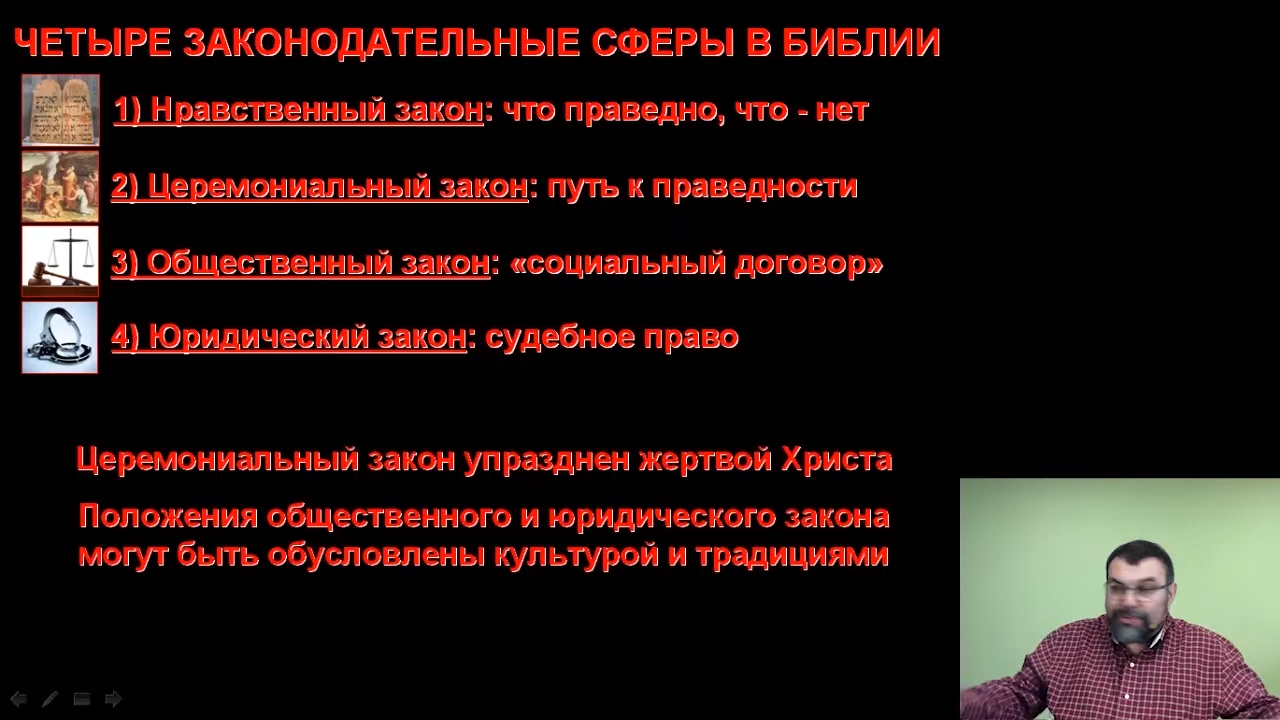 ЧЕТЫРЕ ЗАКОНОДАТЕЛЬНЫЕ СФЕРЫ В БИБЛИИ
1) Нравственный закон: что праведно, что - нет
2) Церемониальный закон: путь к праведности
3) Общественный закон: «социальный договор»
4) Юридический закон: судебное право
Церемониальный закон упразднен жертвой Христа
Положения общественного и юридического закона
могут быть обусловлены культурой и традициями